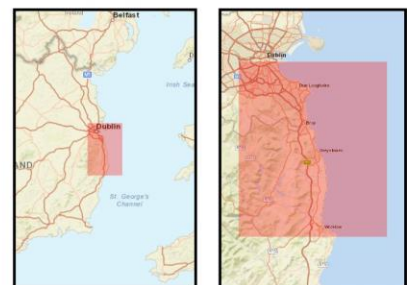 Belfast
Irish Sea
Dublin
AND
St. George's
Channel
Dublin
Dun Laoghaire
Bray
Greystones
Wicklow